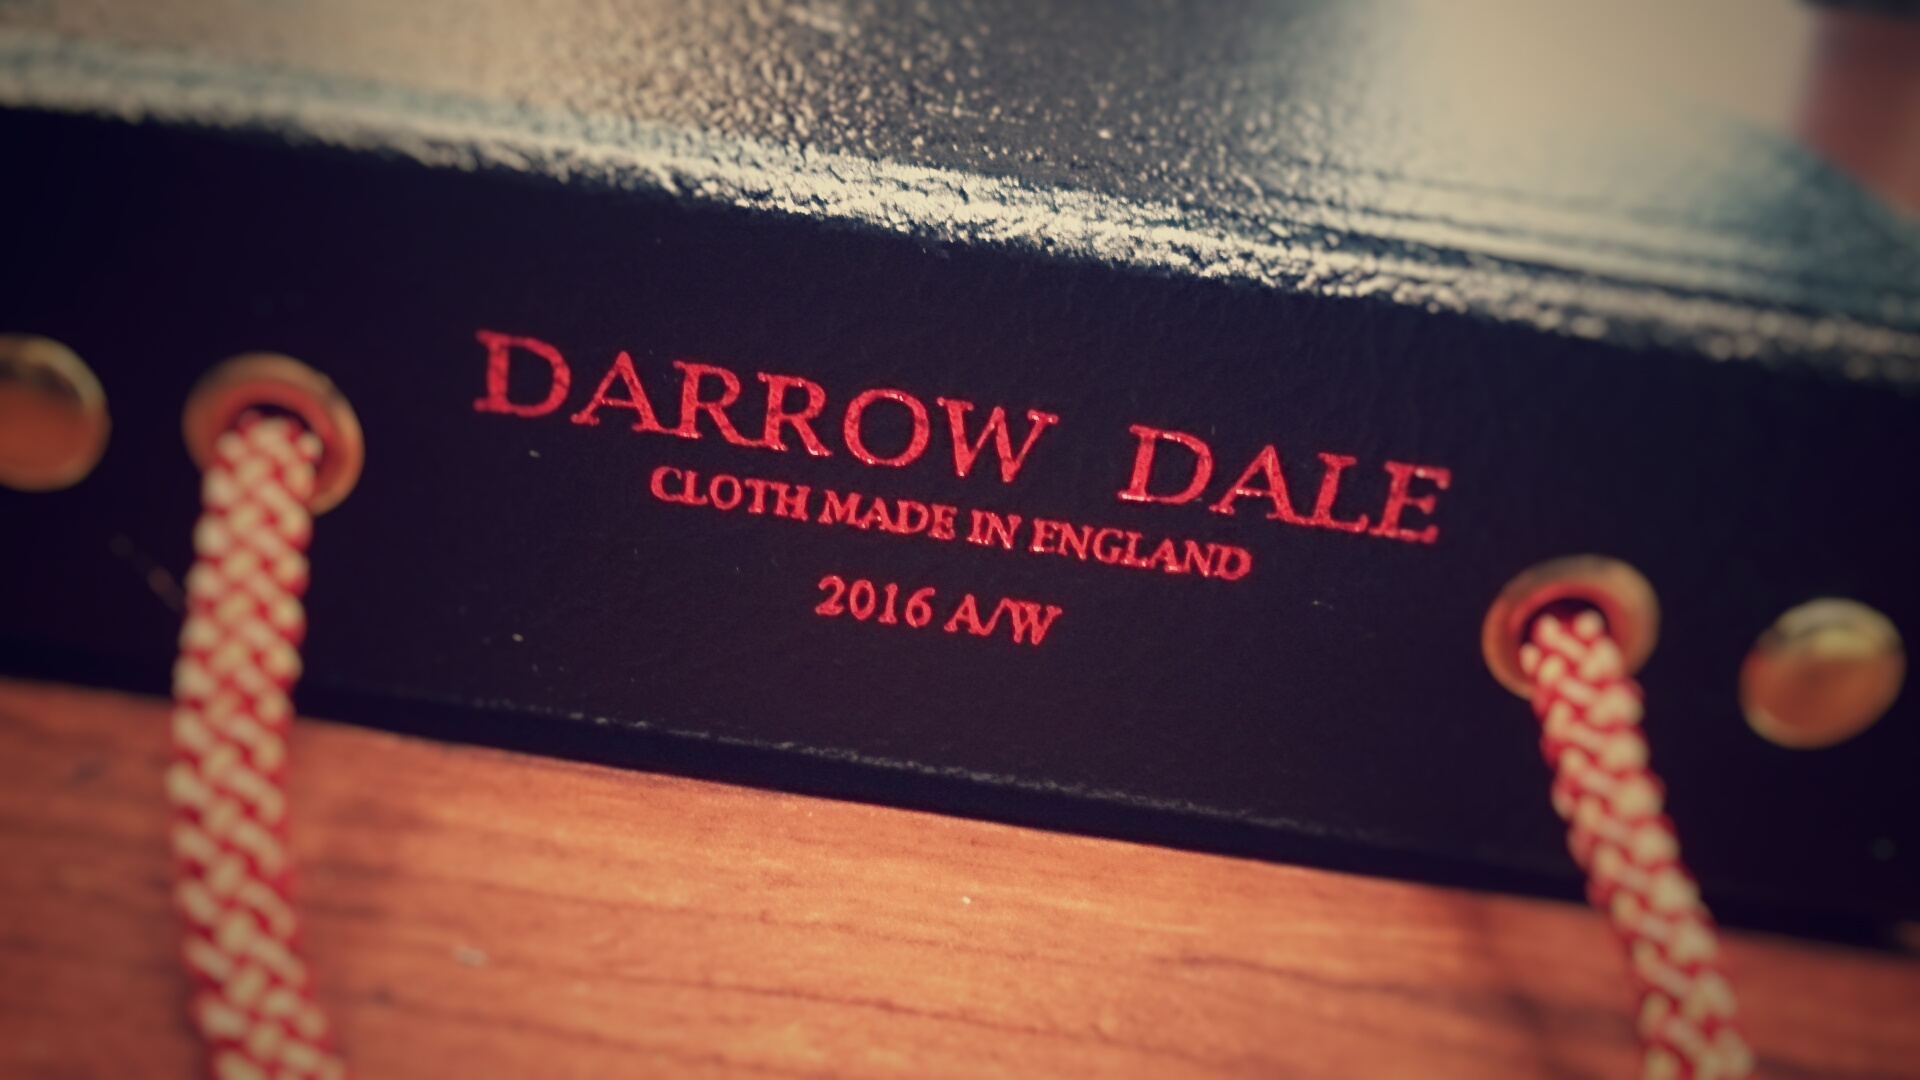 DARROW DALE
CLOTH MADE IN ENGLAND
2016 A/W